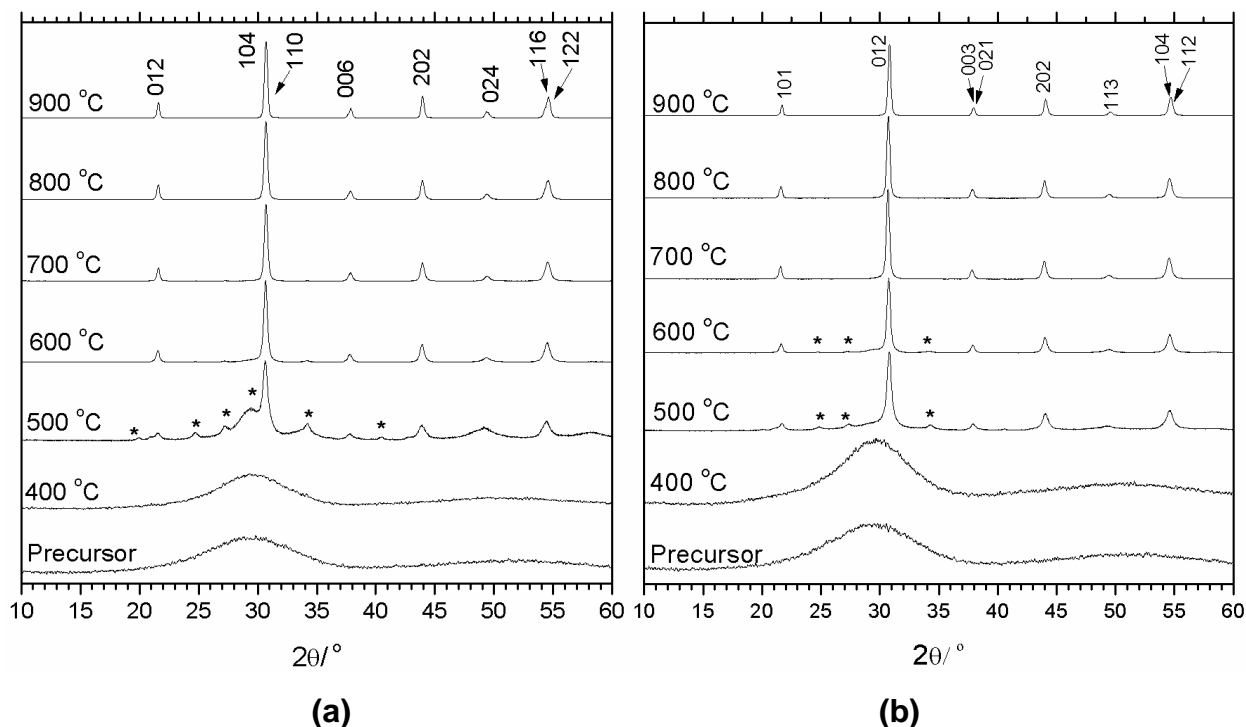 012
104
110
006
202
024
116
122
900 °C
800 °C
700 °C
600 °C
* * * * * *
500 °C
400 °C
Precursor
10 15 20 25 30 35 40 45 50 55 60
2θ/°
(a)
101
012
003
021
202
113
104
112
900 °C
800 °C
700 °C
600 °C
* * *
500 °C
* * *
400 °C
Precursor
10 15 20 25 30 35 40 45 50 55 60
2θ/ °
(b)